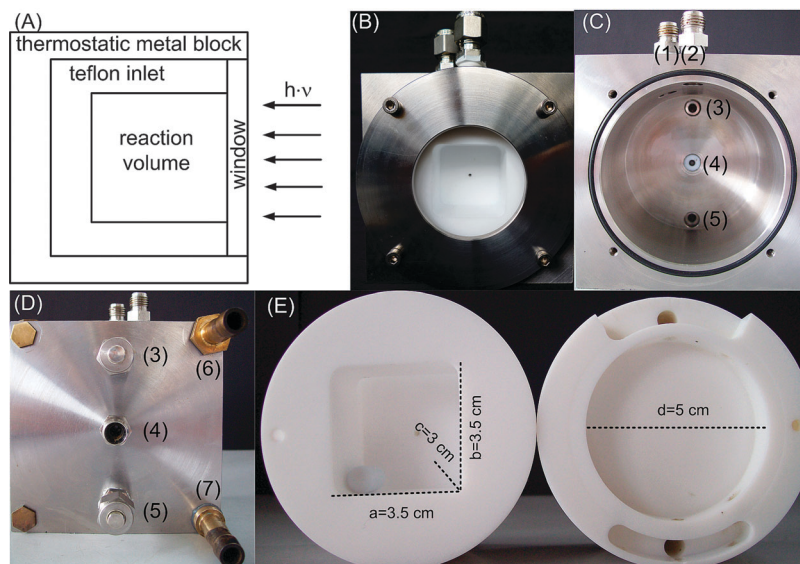 (A)
thermostatic metal block
teflon inlet
reaction
volume
window
h·ν
(B)
(C)
(1) (2)
(3)
(4)
(5)
(D)
(3)
(4)
(5)
(6)
(7)
(E)
c=3 cm
b=3.5 cm
a=3.5 cm
d=5 cm